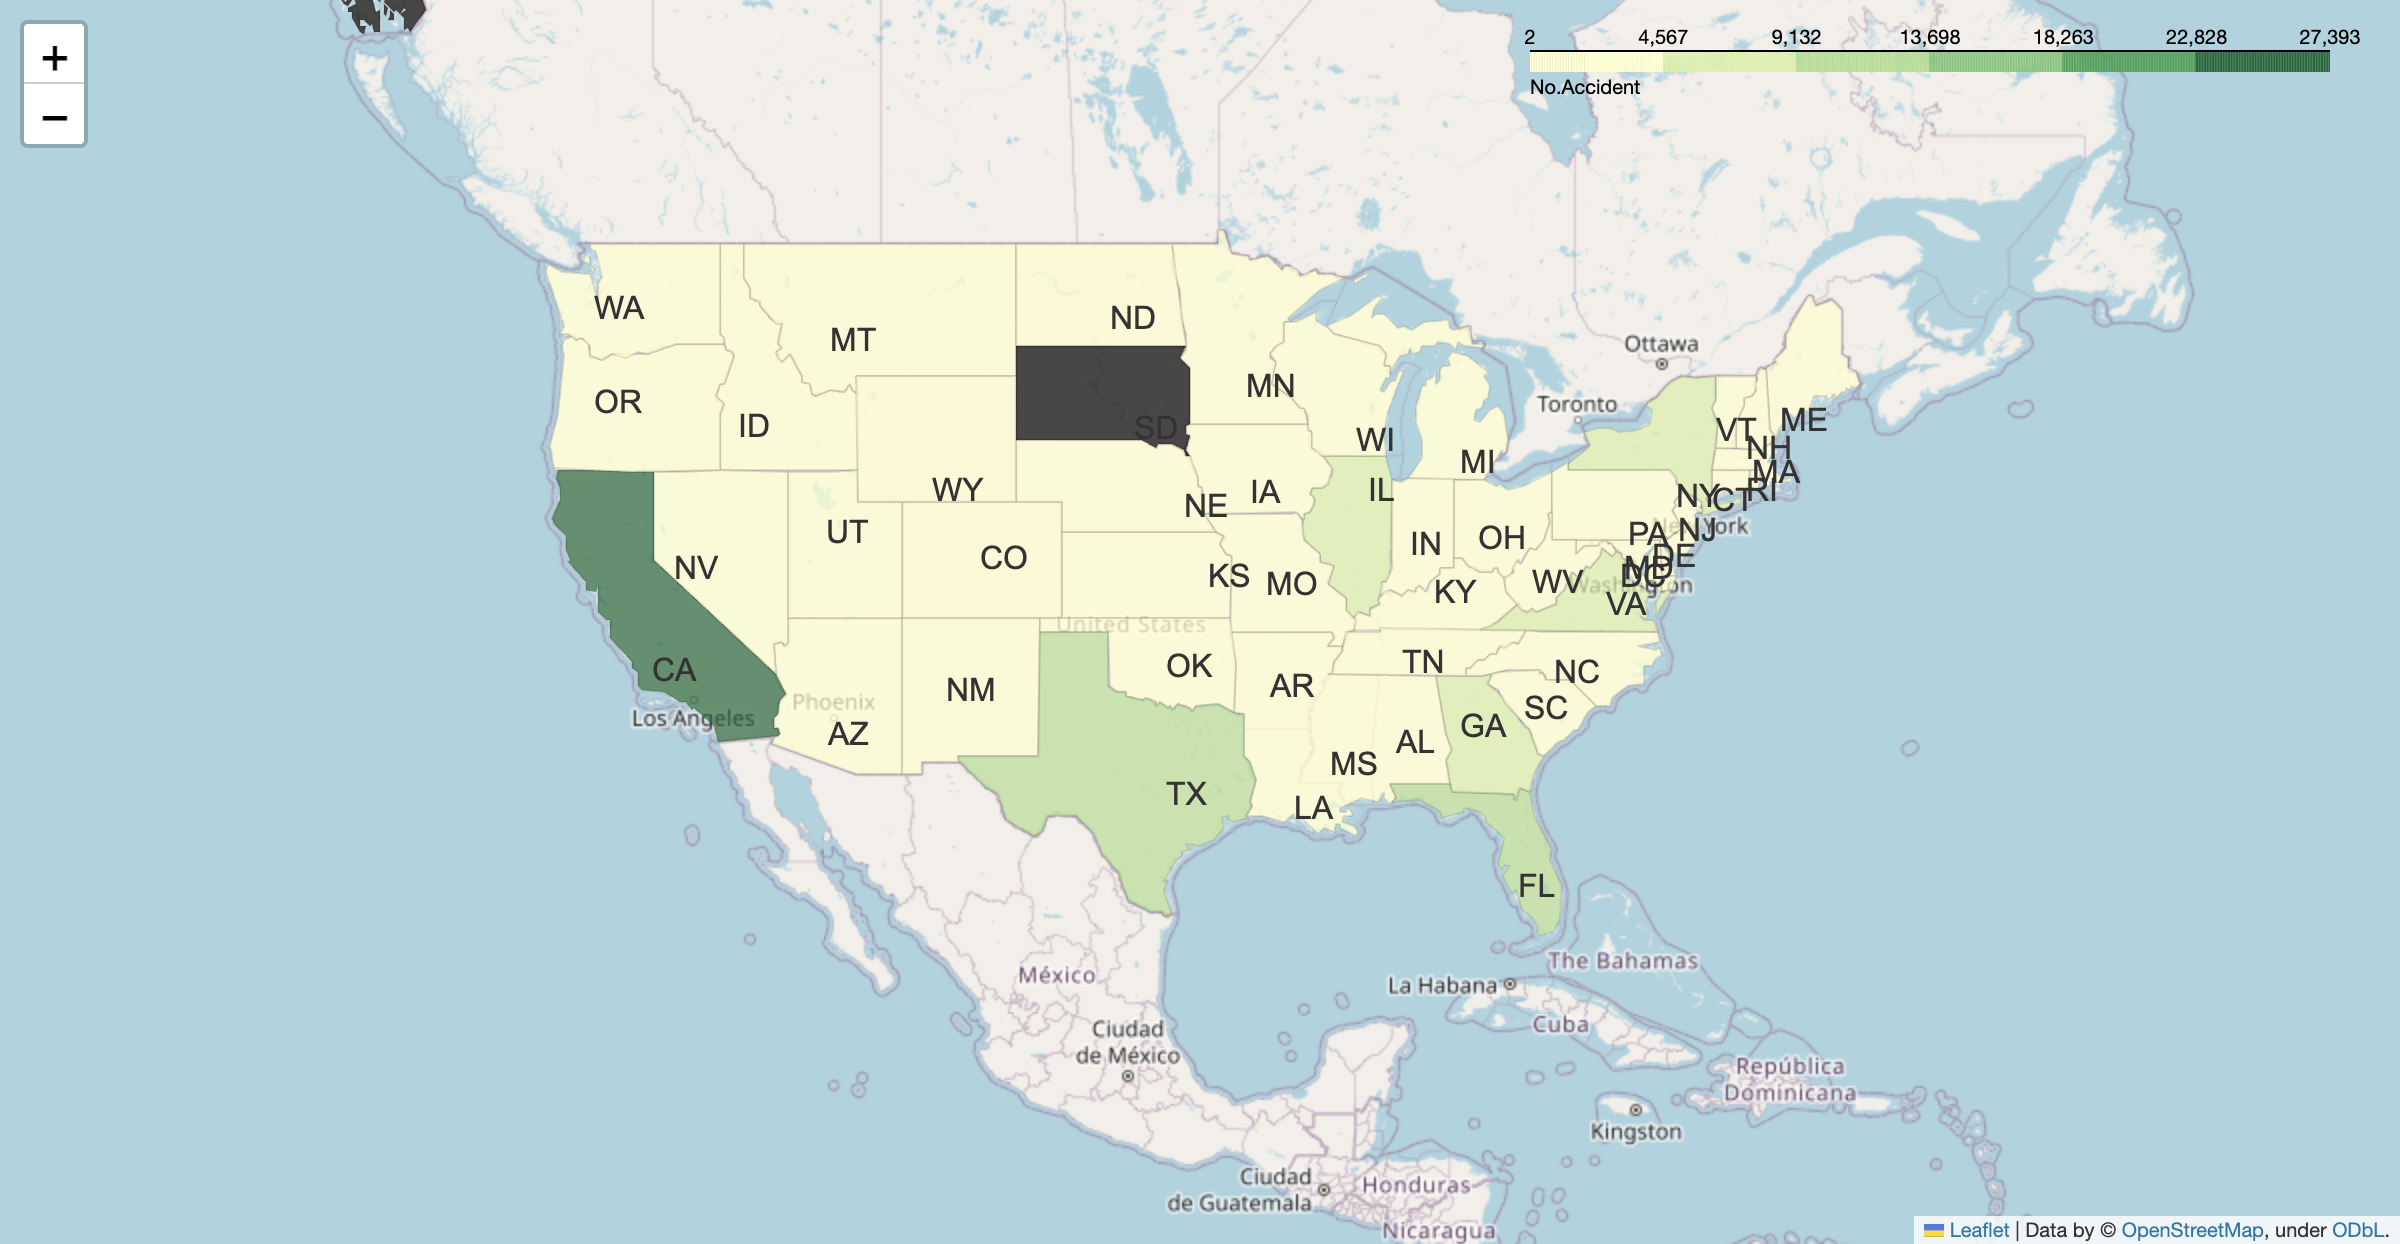 +
−
2 4,567 9,132 13,698 18,263 22,828 27,393
No.Accident
WA
MT
ND
Ottawa
OR
ID
SD
MN
Toronto
WI
MI
VT
ME
NH
MA
WY
NE
IA
IL
NY
CT
RI
UT
CO
NV
KS
MO
IN
OH
KY
WV
PA
NJ
New York
DE
MD
DC
Washington
VA
United States
CA
Los Angeles
Phoenix
AZ
NM
OK
AR
TN
NC
SC
GA
AL
MS
LA
TX
FL
The Bahamas
La Habana
Cuba
México
Ciudad
de México
República
Dominicana
Kingston
Ciudad
de Guatemala
Honduras
Nicaragua
Leaflet | Data by © OpenStreetMap, under ODbL.